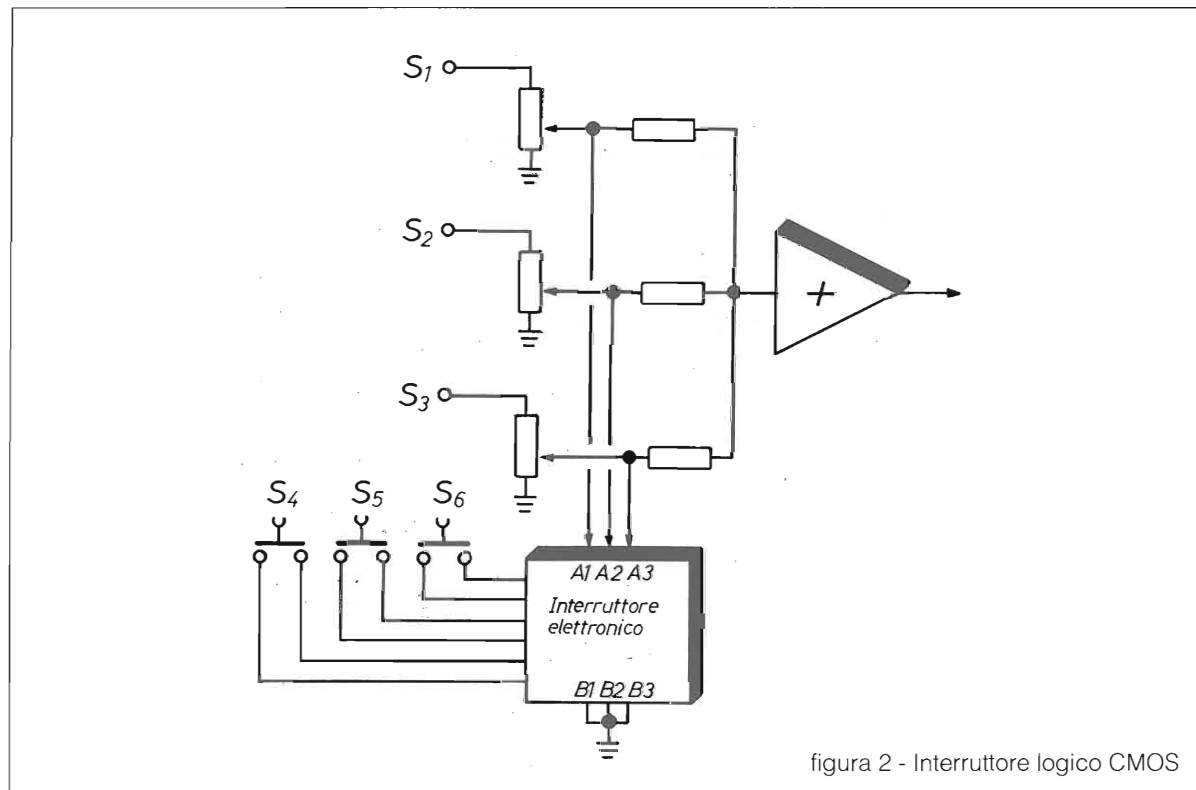 S1
S2
+
S3
S4 S5 S6
A1 A2 A3
Interruttore
elettronico
B1 B2 B3
figura 2 - Interruttore logico CMOS